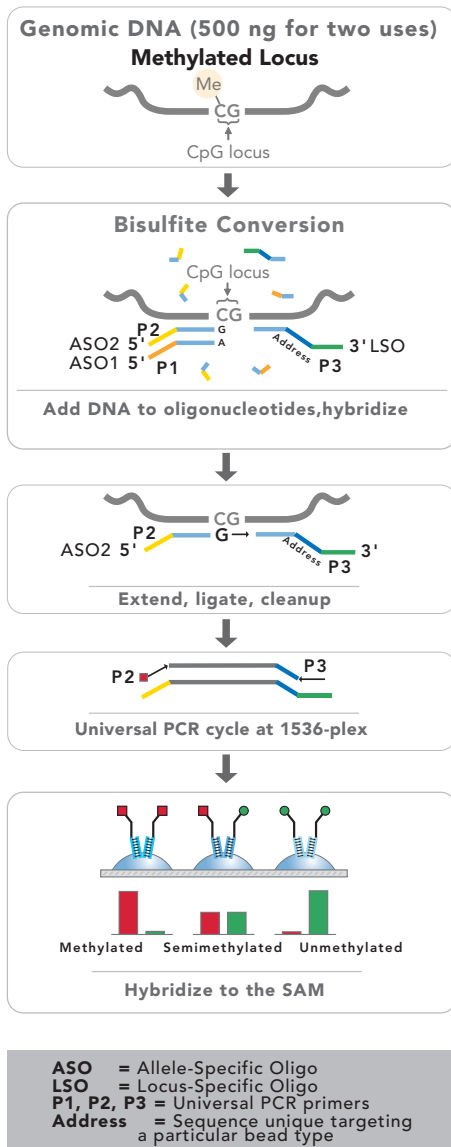 Genomic DNA (500 ng for two uses)
Methylated Locus
Me
CG
CpG locus
Bisulfite Conversion
CpG locus
CG
P2 G
ASO2 5' Address 3' LSO
ASO1 5' A
P1 P3
Add DNA to oligonucleotides,hybridize
CG
P2 G
ASO2 5' Address 3'
P3
Extend, ligate, cleanup
P2 P3
Universal PCR cycle at 1536-plex
Methylated Semimethylated Unmethylated
Hybridize to the SAM
ASO = Allele-Specific Oligo
LSO = Locus-Specific Oligo
P1, P2, P3 = Universal PCR primers
Address = Sequence unique targeting
a particular bead type